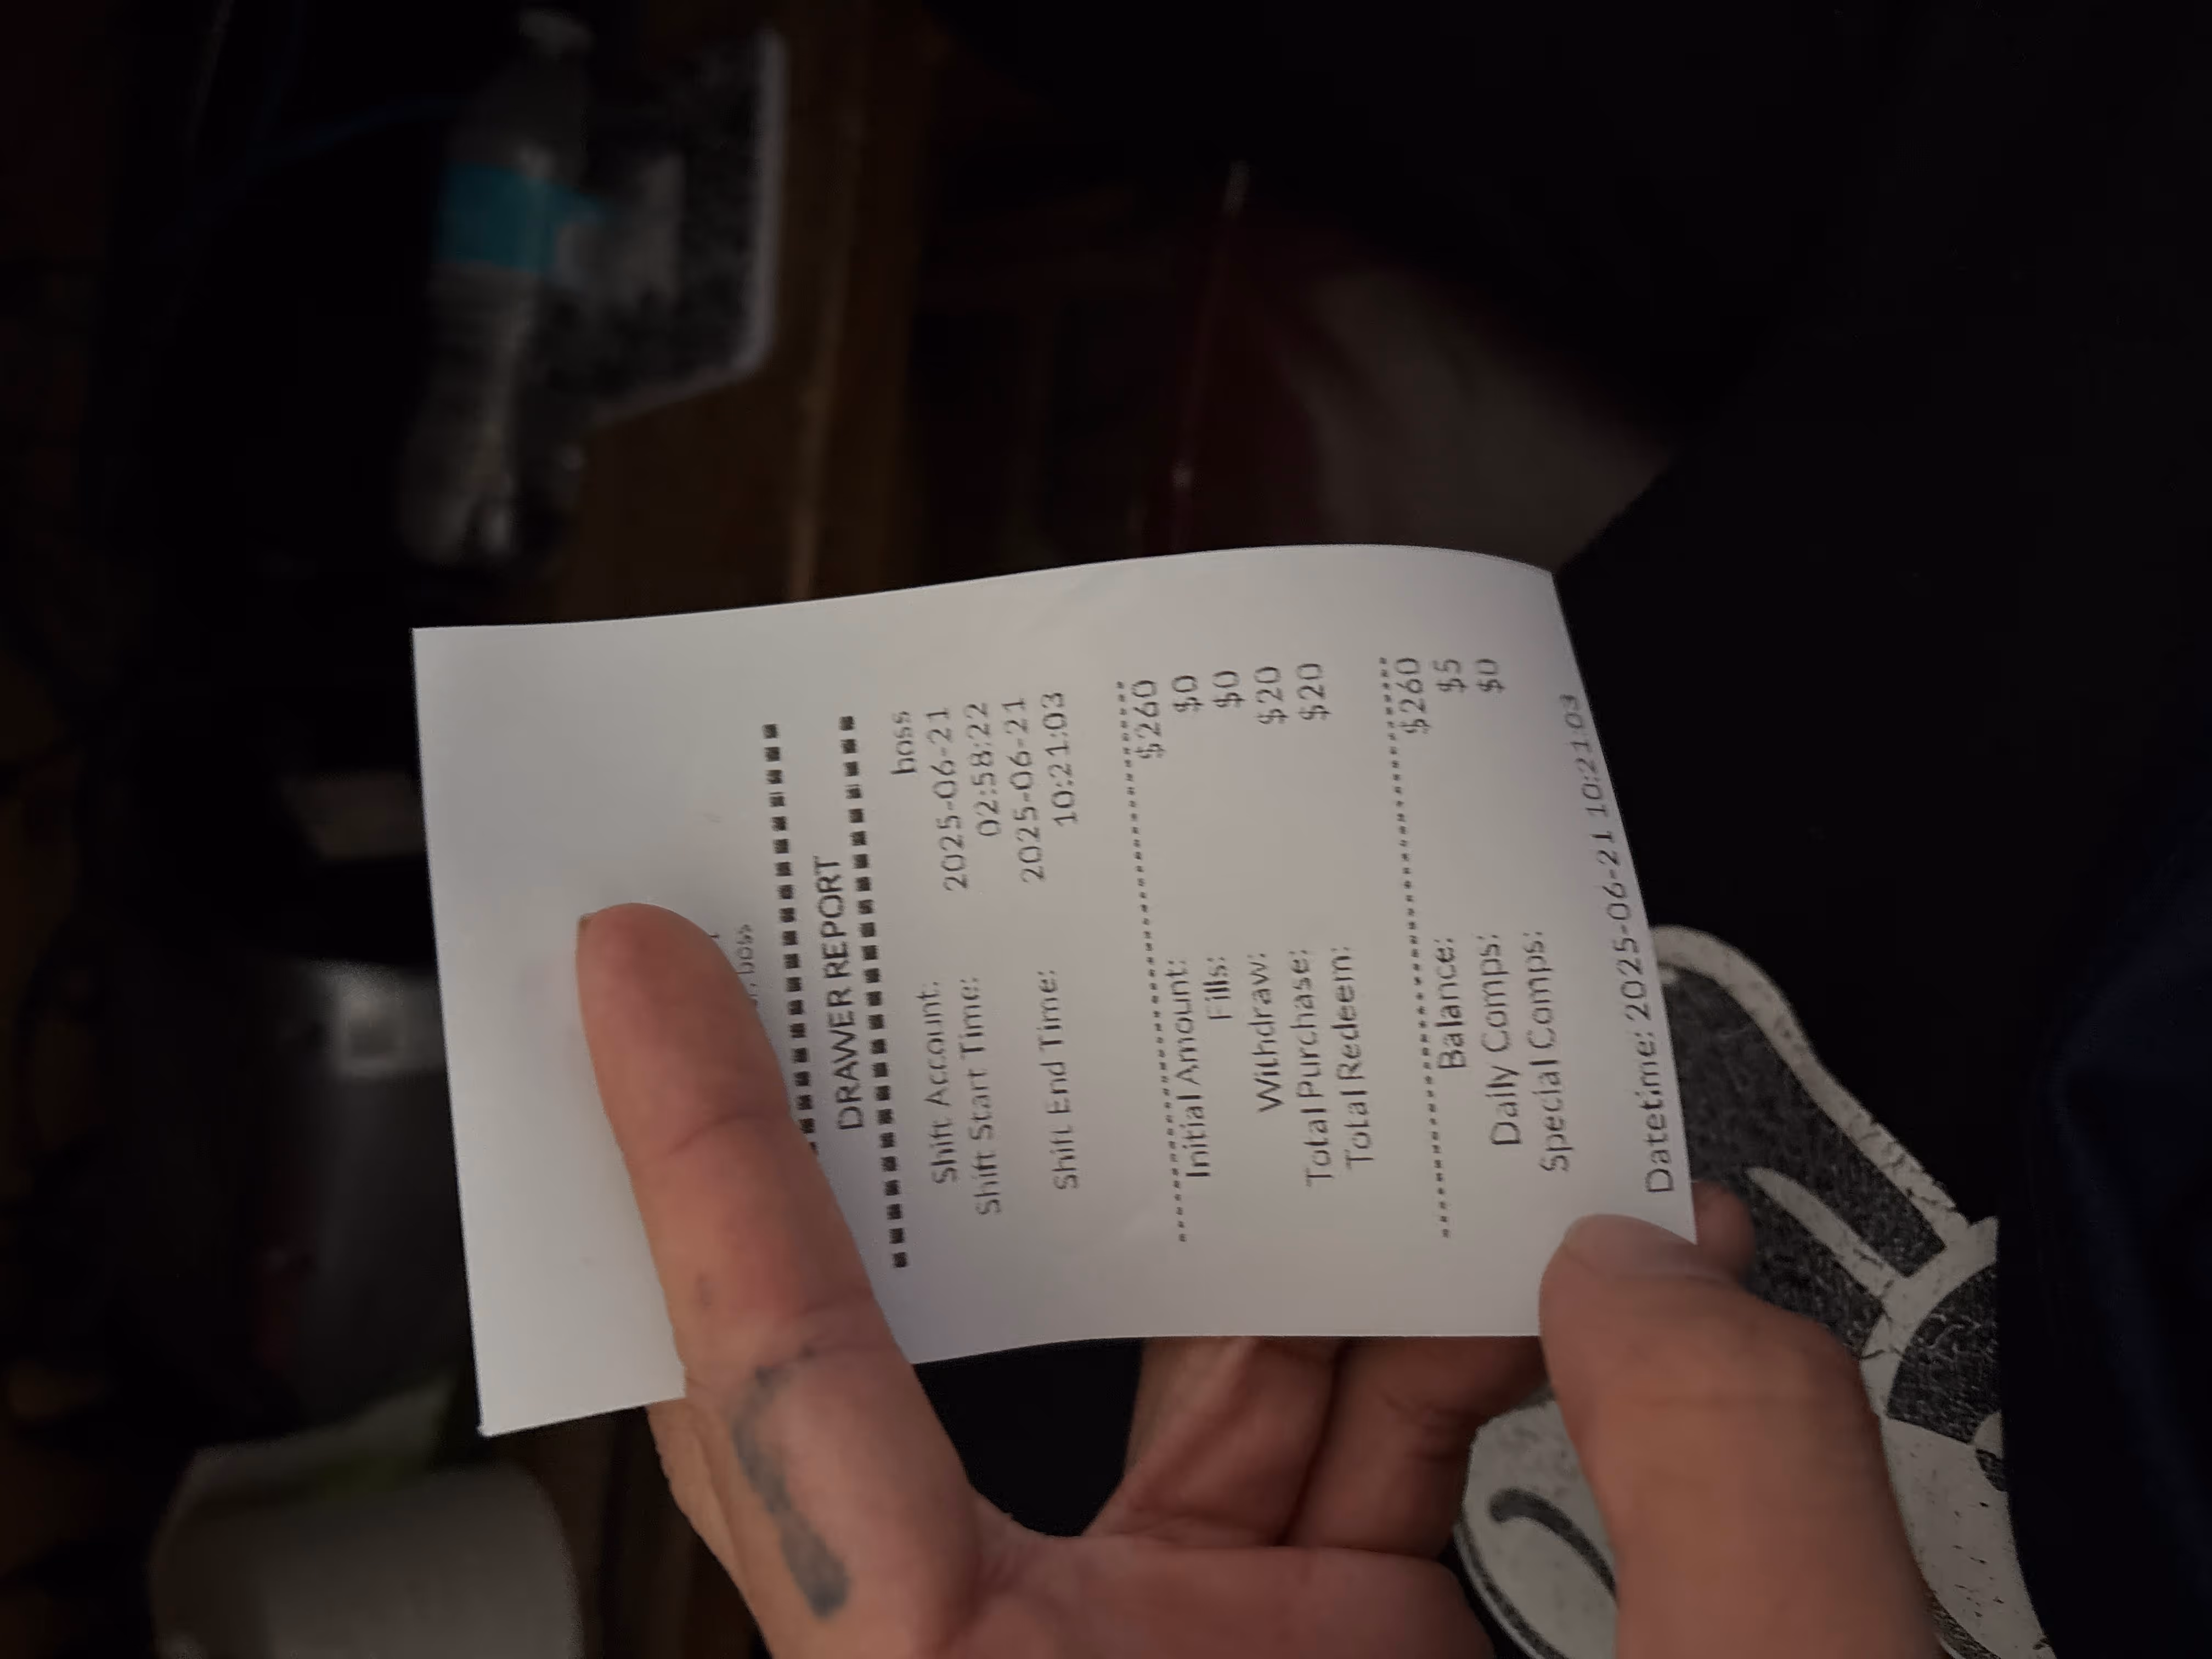 boss
DRAWER REPORT
Shift Account: boss
Shift Start Time: 2025-06-21
02:58:22
Shift End Time: 2025-06-21
10:21:03
Initial Amount: $260
Fills: $0
Withdraw: $0
Total Purchase: $20
Total Redeem: $20
Balance: $260
Daily Comps: $5
Special Comps: $0
Datetime: 2025-06-21 10:21:03